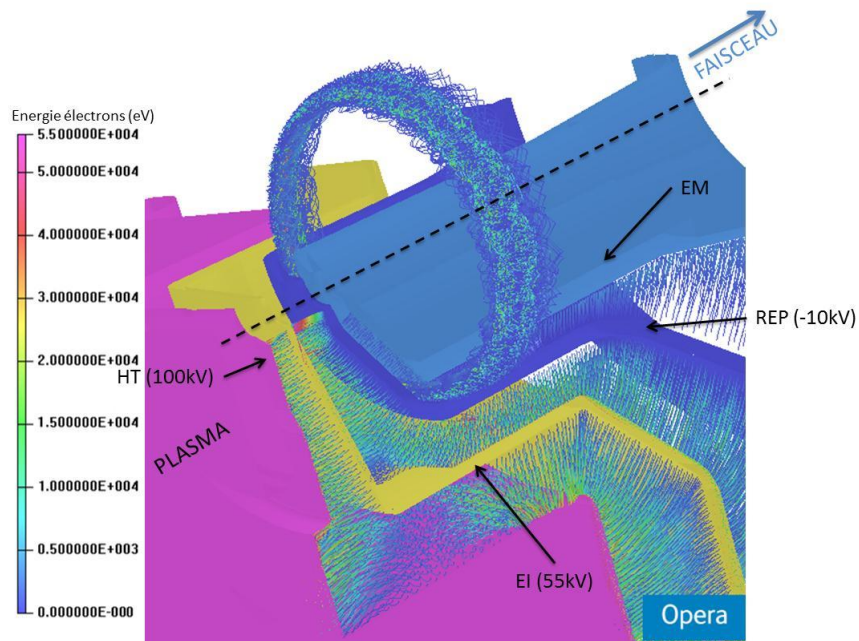 FAISCEAU
Energie électrons (eV)
5.500000E+004
5.000000E+004
4.000000E+004
3.000000E+004
2.000000E+004
1.500000E+004
1.000000E+004
0.500000E+003
0.000000E-000
EM
REP (-10kV)
HT (100kV)
PLASMA
EI (55kV)
Opera